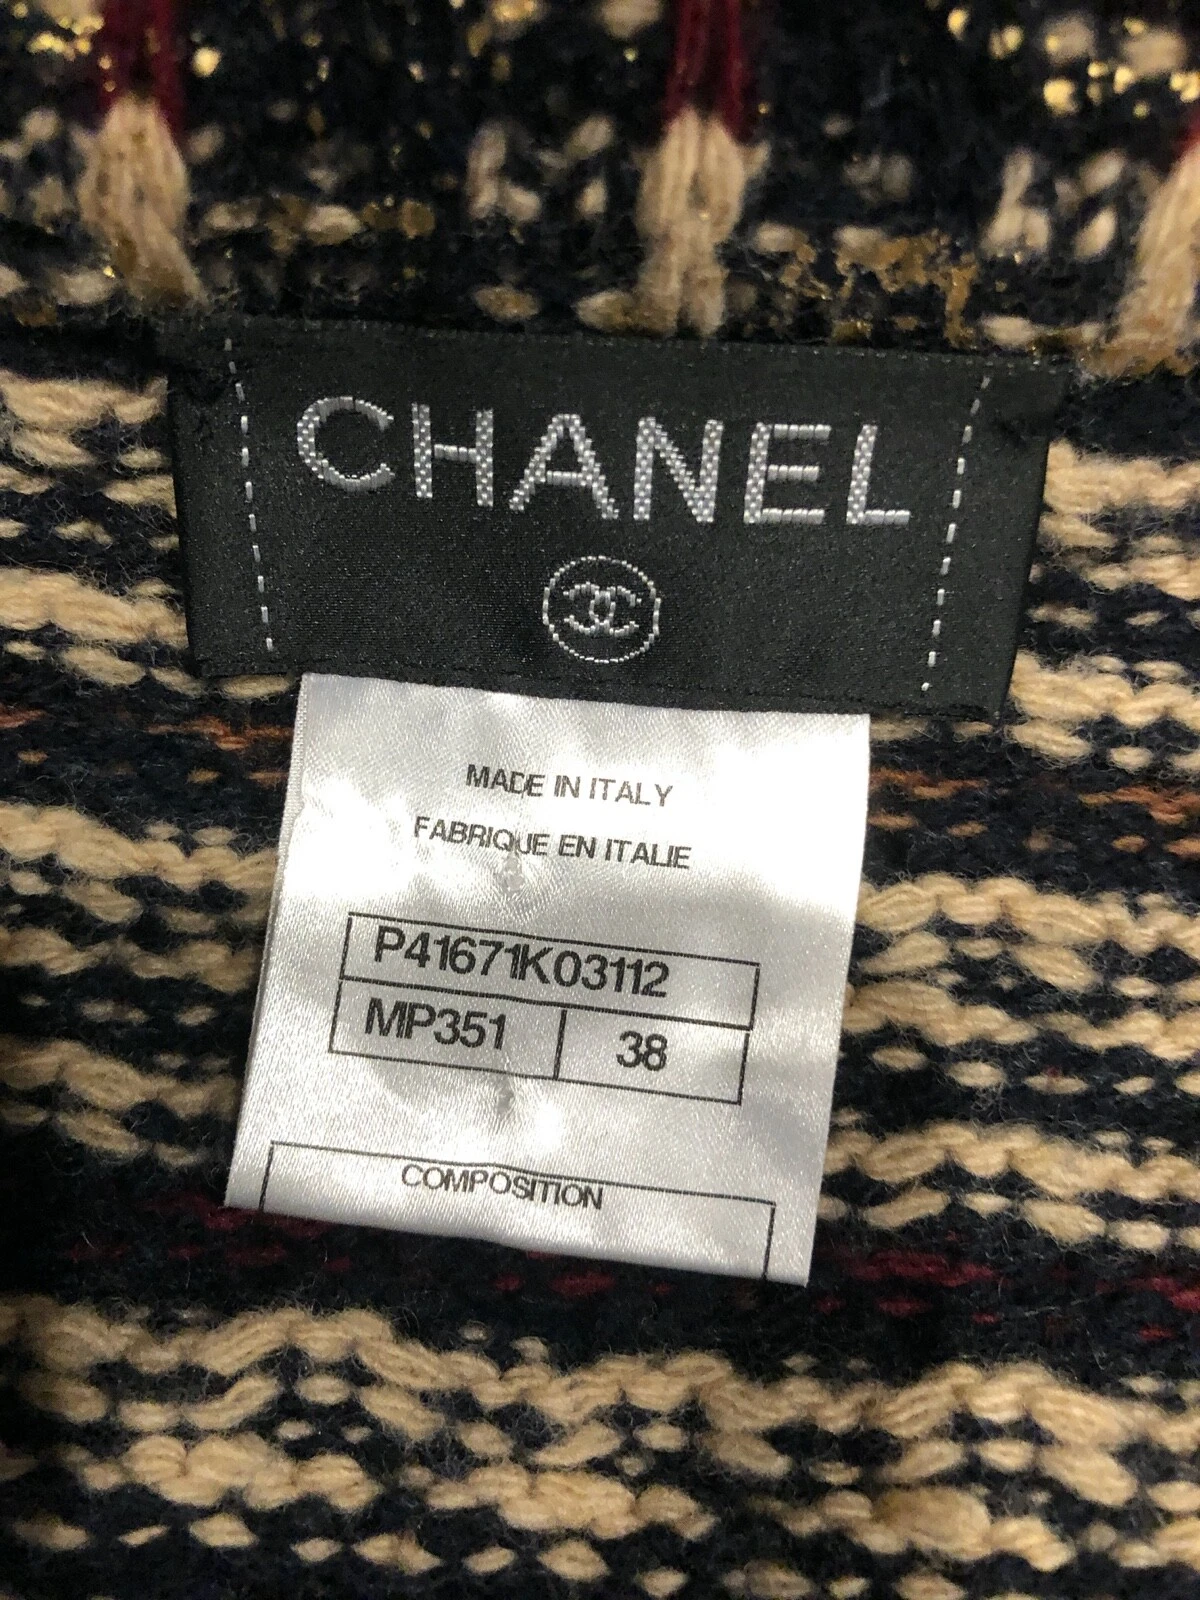 CHANEL
MADE IN ITALY
FABRIQUE EN ITALIE
P41671K03112
MP351 38
COMPOSITION